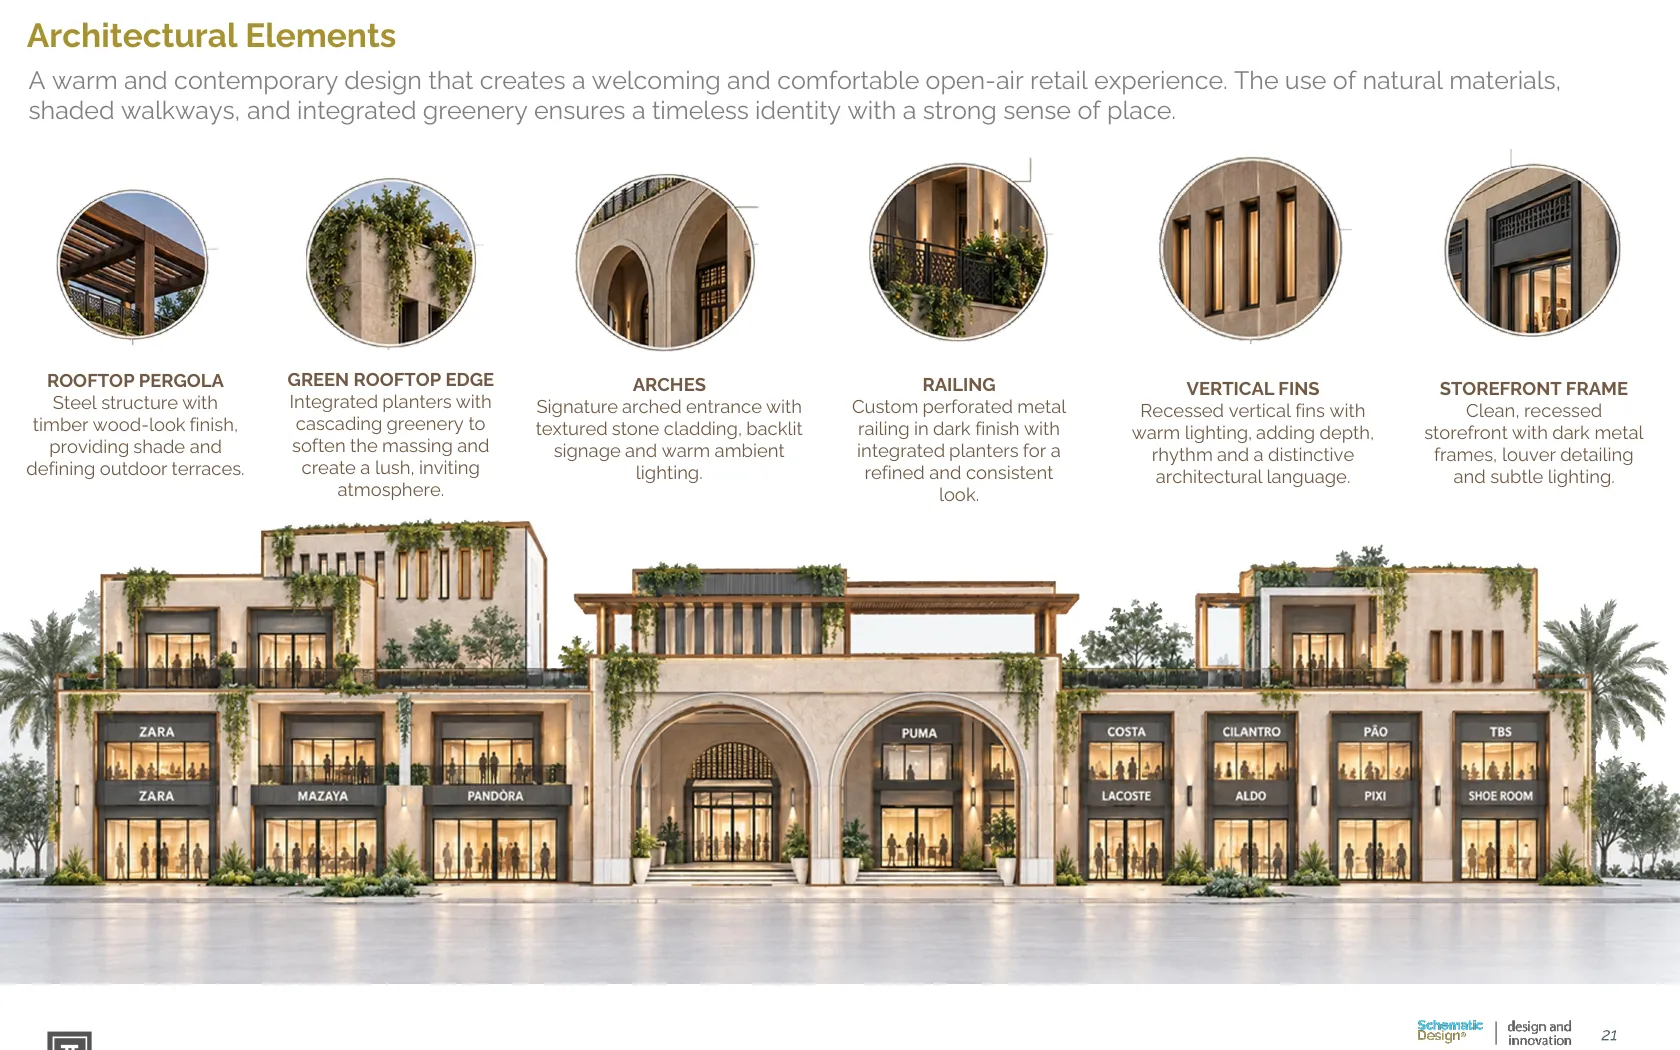 Architectural Elements
A warm and contemporary design that creates a welcoming and comfortable open-air retail experience. The use of natural materials,
shaded walkways, and integrated greenery ensures a timeless identity with a strong sense of place.
ROOFTOP PERGOLA
Steel structure with
timber wood-look finish,
providing shade and
defining outdoor terraces.
GREEN ROOFTOP EDGE
Integrated planters with
cascading greenery to
soften the massing and
create a lush, inviting
atmosphere.
ARCHES
Signature arched entrance with
textured stone cladding, backlit
signage and warm ambient
lighting.
RAILING
Custom perforated metal
railing in dark finish with
integrated planters for a
refined and consistent
look.
VERTICAL FINS
Recessed vertical fins with
warm lighting, adding depth,
rhythm and a distinctive
architectural language.
STOREFRONT FRAME
Clean, recessed
storefront with dark metal
frames, louver detailing
and subtle lighting.
ZARA
PUMA
COSTA
CILANTRO
PÃO
TBS
ZARA
MAZAYA
PANDÖRA
LACOSTE
ALDO
PIXI
SHOE ROOM
Schematic
Design®
design and
innovation
21